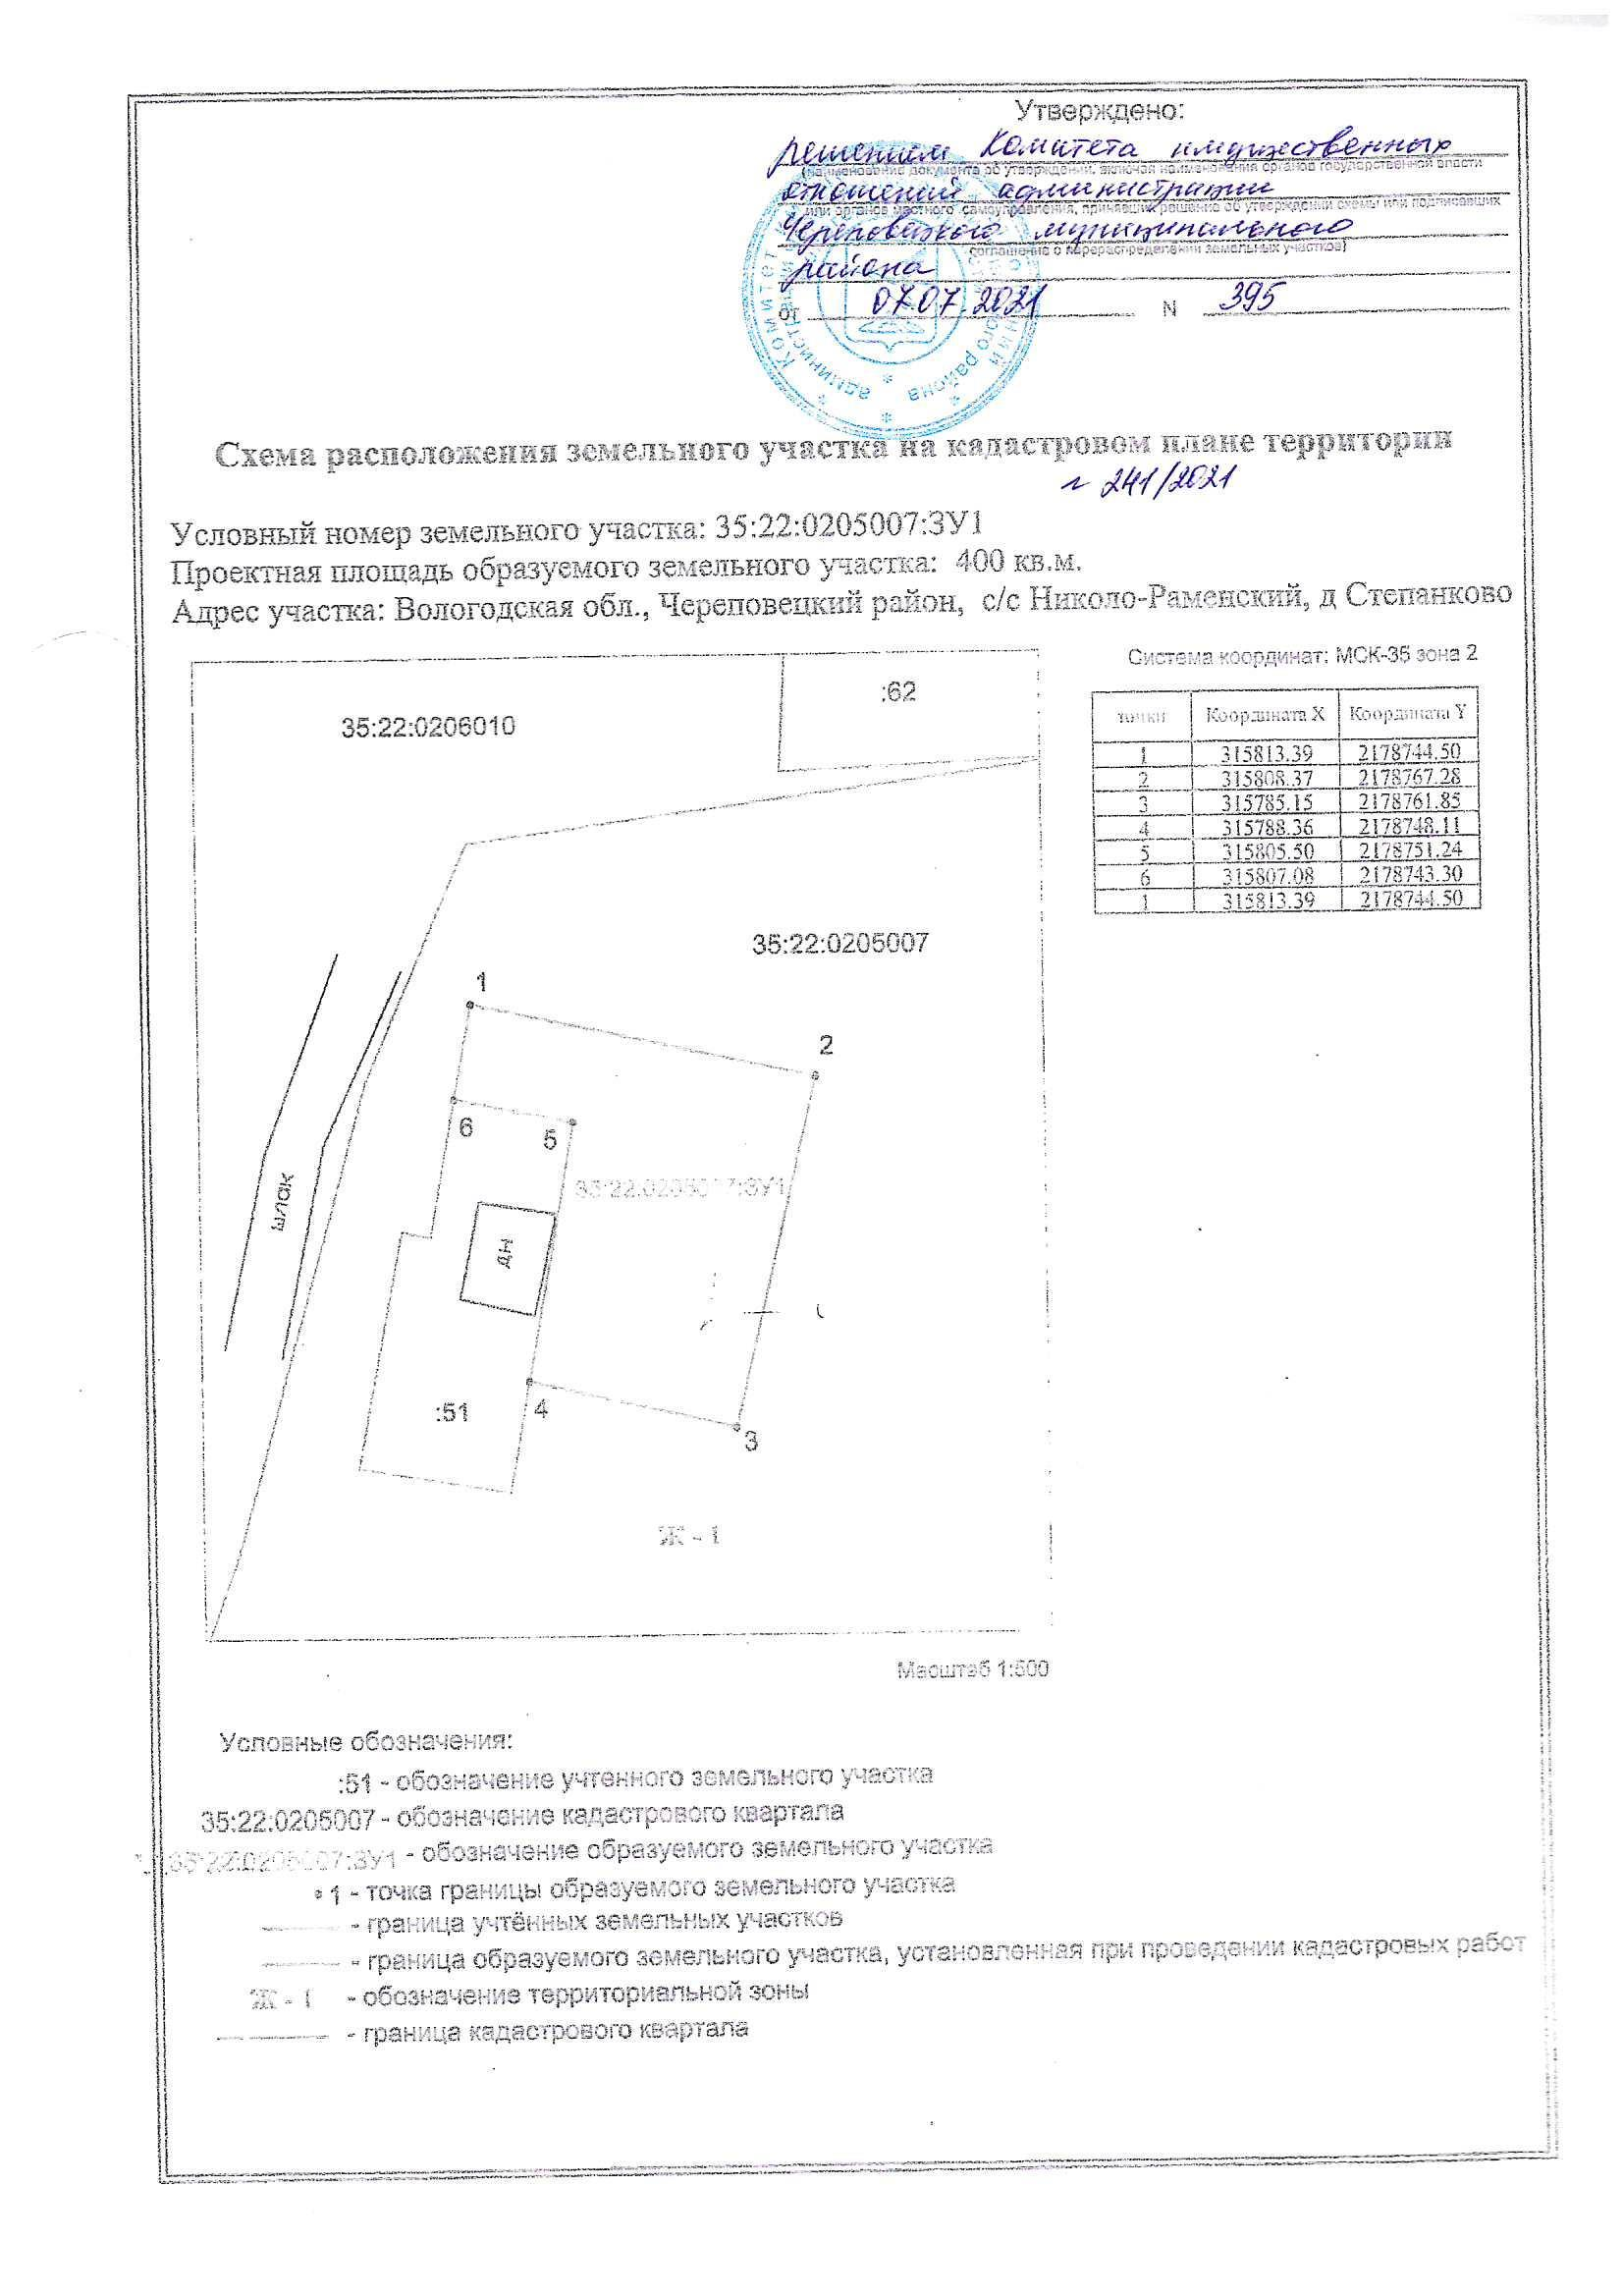 Утверждено:
решением Комитета имущественных
(наименование документа об утверждении, включая наименования органов государственной власти
отношений администрации
или органов местного самоуправления, принявших решение об утверждении схемы или подписавших
Череповецкого муниципального
соглашение о перераспределении земельных участков)
района
от 07.07.2021 N 395
Схема расположения земельного участка на кадастровом плане территории
241/2021
Условный номер земельного участка: 35:22:0205007:ЗУ1
Проектная площадь образуемого земельного участка: 400 кв.м.
Адрес участка: Вологодская обл., Череповецкий район, с/с Николо-Раменский, д Степанково
Система координат: МСК-35 зона 2
точки Координата X Координата Y
1 315813.39 2178744.50
2 315808.37 2178767.28
3 315785.15 2178761.85
4 315788.36 2178748.11
5 315805.50 2178751.24
6 315807.08 2178743.30
1 315813.39 2178744.50
:62
35:22:0206010
35:22:0205007
1
2
6
5
35:22:0205007:ЗУ1
шлак
дн
:51
4
3
Ж - 1
Масштаб 1:500
Условные обозначения:
:51 - обозначение учтенного земельного участка
35:22:0205007 - обозначение кадастрового квартала
35:22:0205007:ЗУ1 - обозначение образуемого земельного участка
1 - точка границы образуемого земельного участка
- граница учтённых земельных участков
- граница образуемого земельного участка, установленная при проведении кадастровых работ
Ж - 1 - обозначение территориальной зоны
- граница кадастрового квартала